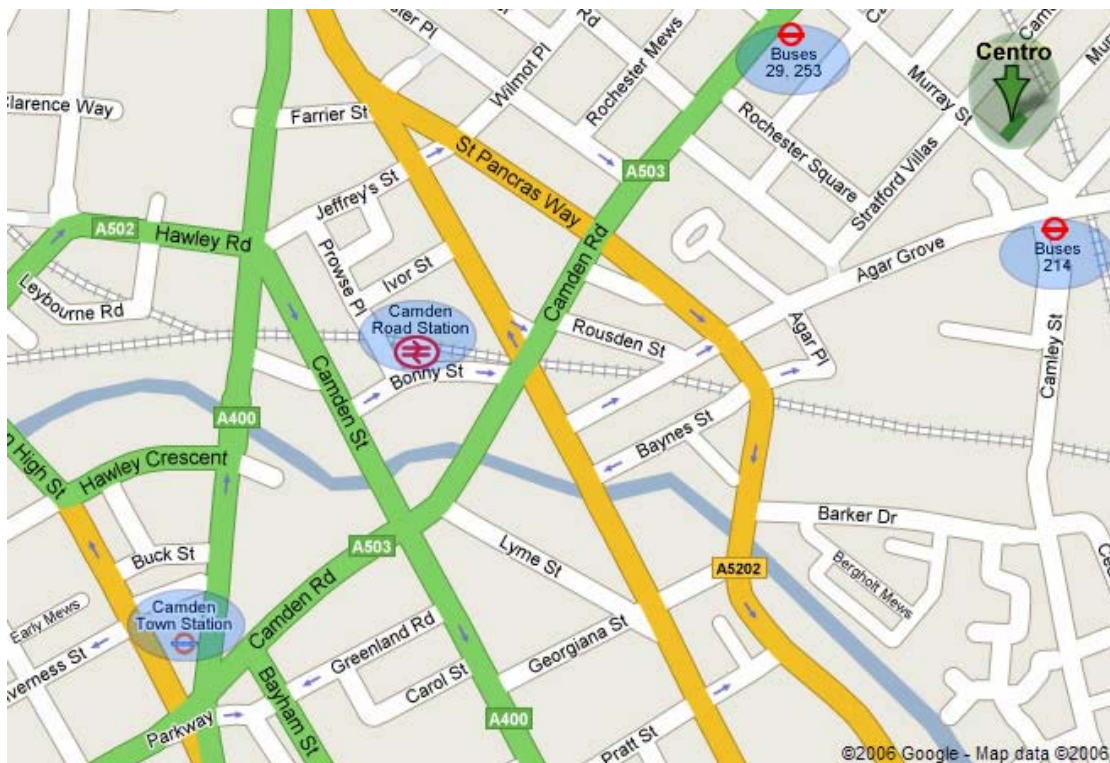 Clarence Way
Farrier St
Wilmot Pl
Rochester Mews
Rd
Buses
29, 253
Murray St
Centro
St Pancras Way
A503
Rochester Square
Stratford Villas
Jeffrey's St
A502
Hawley Rd
Prowse Pl
Ivor St
Camden Rd
Agar Grove
Buses
214
Leybourne Rd
Camden
Road Station
Rousden St
Agar Pl
Bonny St
Camley St
A400
Camden St
Baynes St
Hawley Crescent
High St
Barker Dr
Buck St
A503
Lyme St
A5202
Bergholt Mews
Early Mews
Camden
Town Station
Camden Rd
Greenland Rd
Georgiana St
Carol St
Bayham St
Parkway
A400
Pratt St
©2006 Google - Map data ©2006